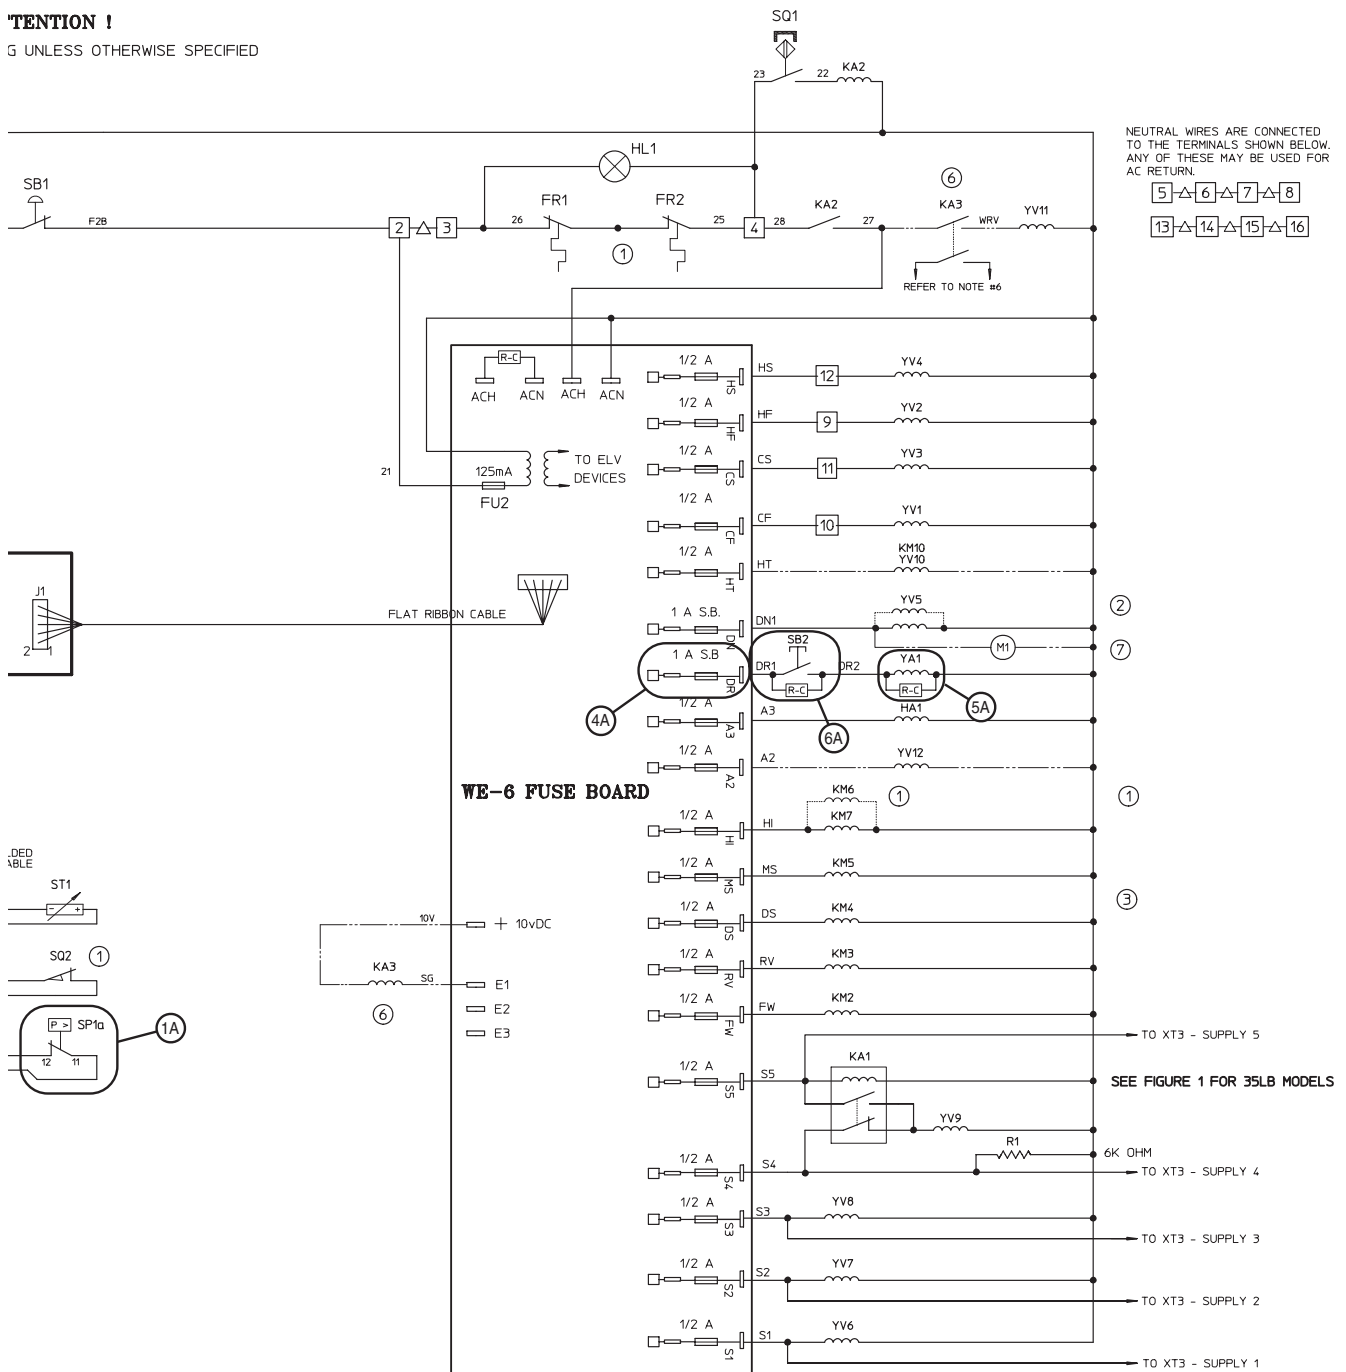 TENTION !
G UNLESS OTHERWISE SPECIFIED
SQ1
23
22
KA2
NEUTRAL WIRES ARE CONNECTED
TO THE TERMINALS SHOWN BELOW.
ANY OF THESE MAY BE USED FOR
AC RETURN.
5 6 7 8
13 14 15 16
HL1
SB1
F2B
2 3
26
FR1
1
FR2
25
4
28
KA2
27
6
KA3
WRV
YV11
REFER TO NOTE #6
R-C
ACH ACN ACH ACN
21
125mA
FU2
TO ELV
DEVICES
1/2 A
HS
HS
12
YV4
1/2 A
HF
HF
9
YV2
1/2 A
CS
CS
11
YV3
1/2 A
CF
CF
10
YV1
1/2 A
HT
HT
KM10
YV10
J1
2 1
FLAT RIBBON CABLE
1 A S.B.
DN
DN1
YV5
2
M1
7
1 A S.B
DR
DR1
SB2
R-C
DR2
YA1
R-C
4A
6A
5A
1/2 A
A3
A3
HA1
1/2 A
A2
A2
YV12
WE-6 FUSE BOARD
1/2 A
HI
HI
KM6
KM7
1
1
1/2 A
MS
MS
KM5
LDED
ABLE
ST1
- +
1/2 A
DS
DS
KM4
3
10V
+ 10vDC
SQ2
1
KA3
SG
E1
6
E2
E3
1/2 A
RV
RV
KM3
1/2 A
FW
FW
KM2
P > SP1a
12 11
1A
TO XT3 - SUPPLY 5
1/2 A
S5
S5
KA1
SEE FIGURE 1 FOR 35LB MODELS
YV9
R1
6K OHM
1/2 A
S4
S4
TO XT3 - SUPPLY 4
1/2 A
S3
S3
YV8
TO XT3 - SUPPLY 3
1/2 A
S2
S2
YV7
TO XT3 - SUPPLY 2
1/2 A
S1
S1
YV6
TO XT3 - SUPPLY 1